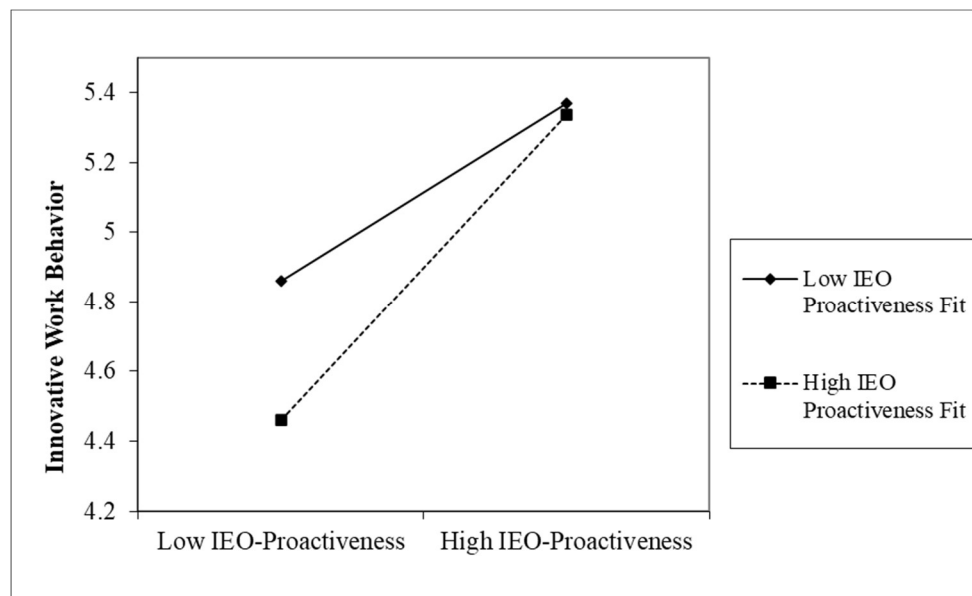 Innovative Work Behavior
5.4
5.2
5
4.8
4.6
4.4
4.2
Low IEO-Proactiveness
High IEO-Proactiveness
Low IEO
Proactiveness Fit
High IEO
Proactiveness Fit